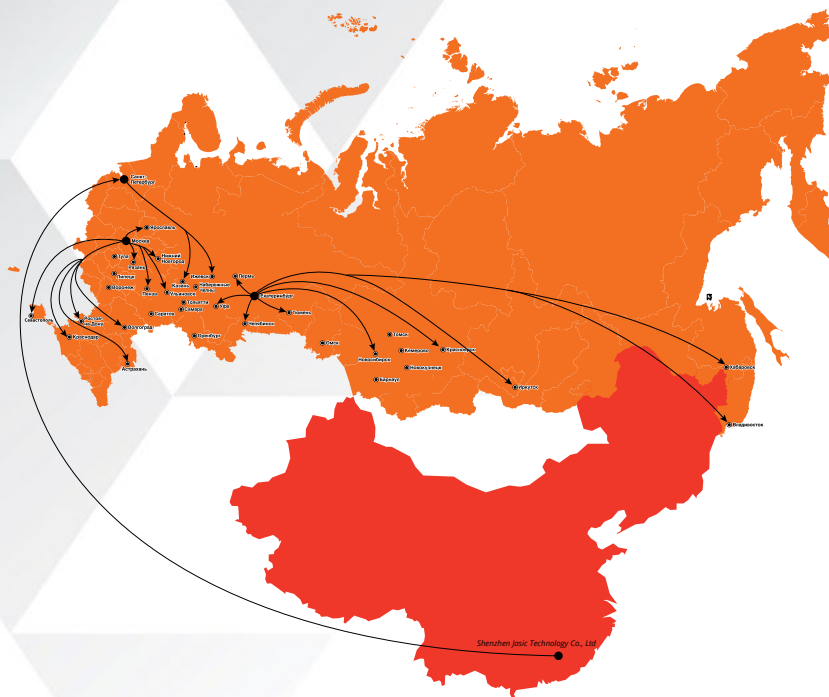 Санкт-
Петербург
Ярославль
Москва
Тула
Рязань
Нижний
Новгород
Липецк
Воронеж
Пенза
Ульяновск
Казань
Ижевск
Набережные
Челны
Пермь
Тольятти
Самара
Саратов
Уфа
Екатеринбург
Тюмень
Челябинск
Оренбург
Севастополь
Ростов-
на-Дону
Краснодар
Волгоград
Астрахань
Омск
Томск
Новосибирск
Кемерово
Красноярск
Новокузнецк
Барнаул
Иркутск
Хабаровск
Владивосток
Shenzhen Jasic Technology Co., Ltd